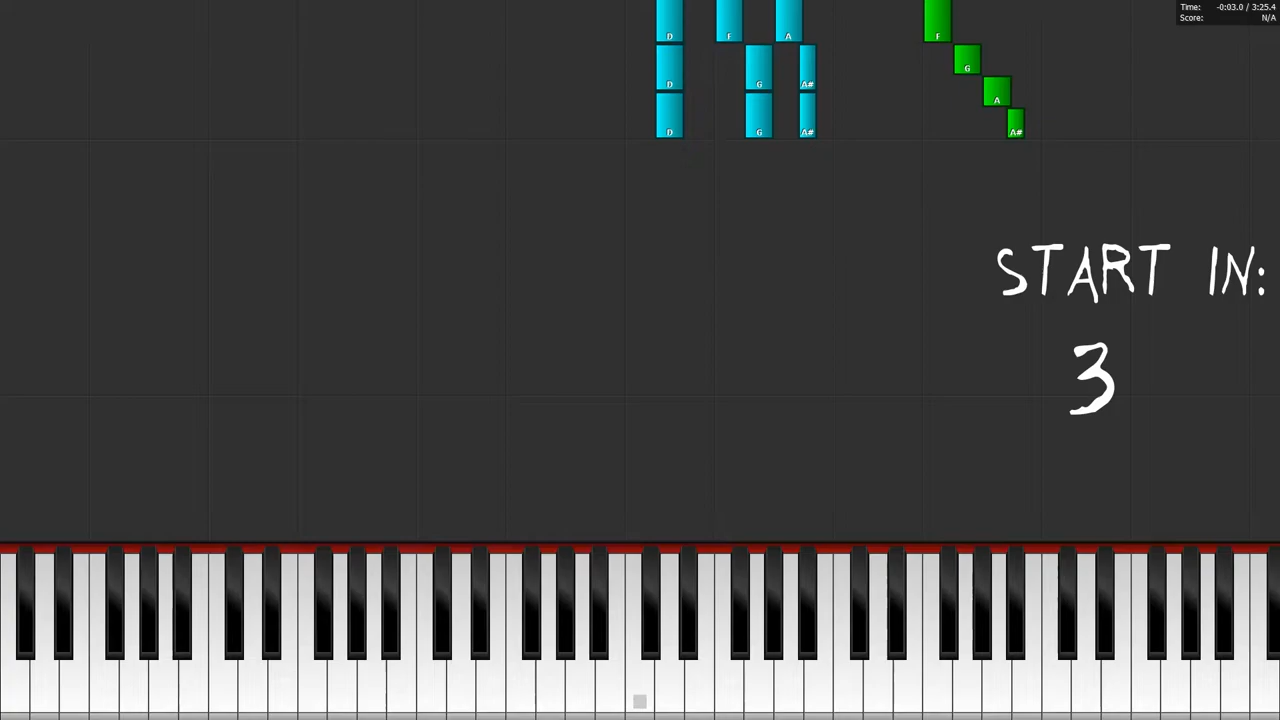 Time: -0:03.0 / 3:25.4
Score: N/A
D F A F
G
D G A#
A
D G A# A#
START IN:
3